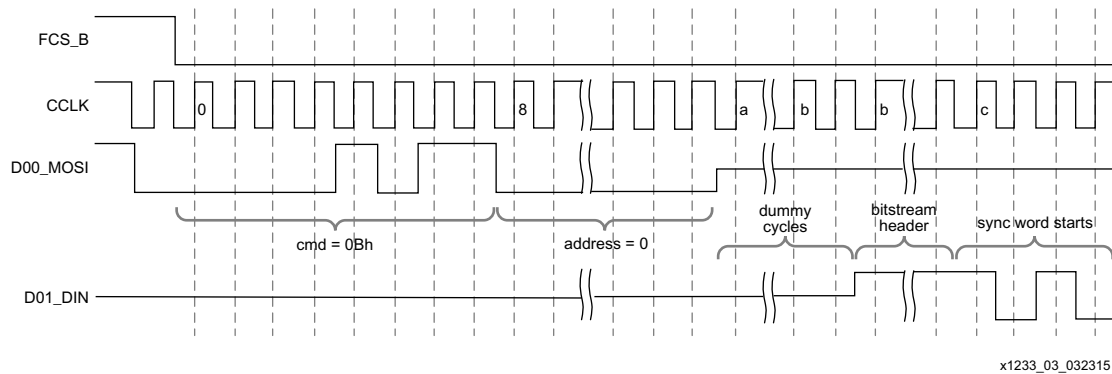 FCS_B
CCLK
0
8
a
b
b
c
D00_MOSI
cmd = 0Bh
address = 0
dummy
cycles
bitstream
header
sync word starts
D01_DIN
x1233_03_032315